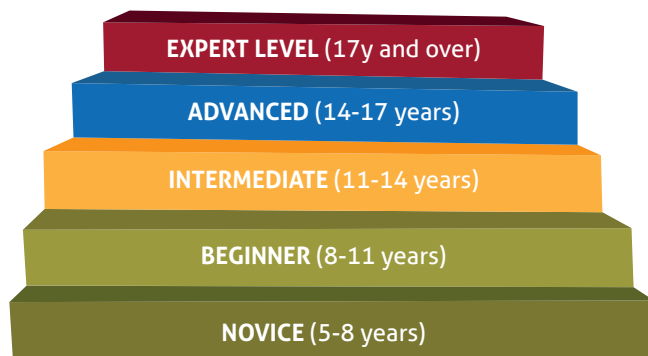 EXPERT LEVEL (17y and over)
ADVANCED (14-17 years)
INTERMEDIATE (11-14 years)
BEGINNER (8-11 years)
NOVICE (5-8 years)